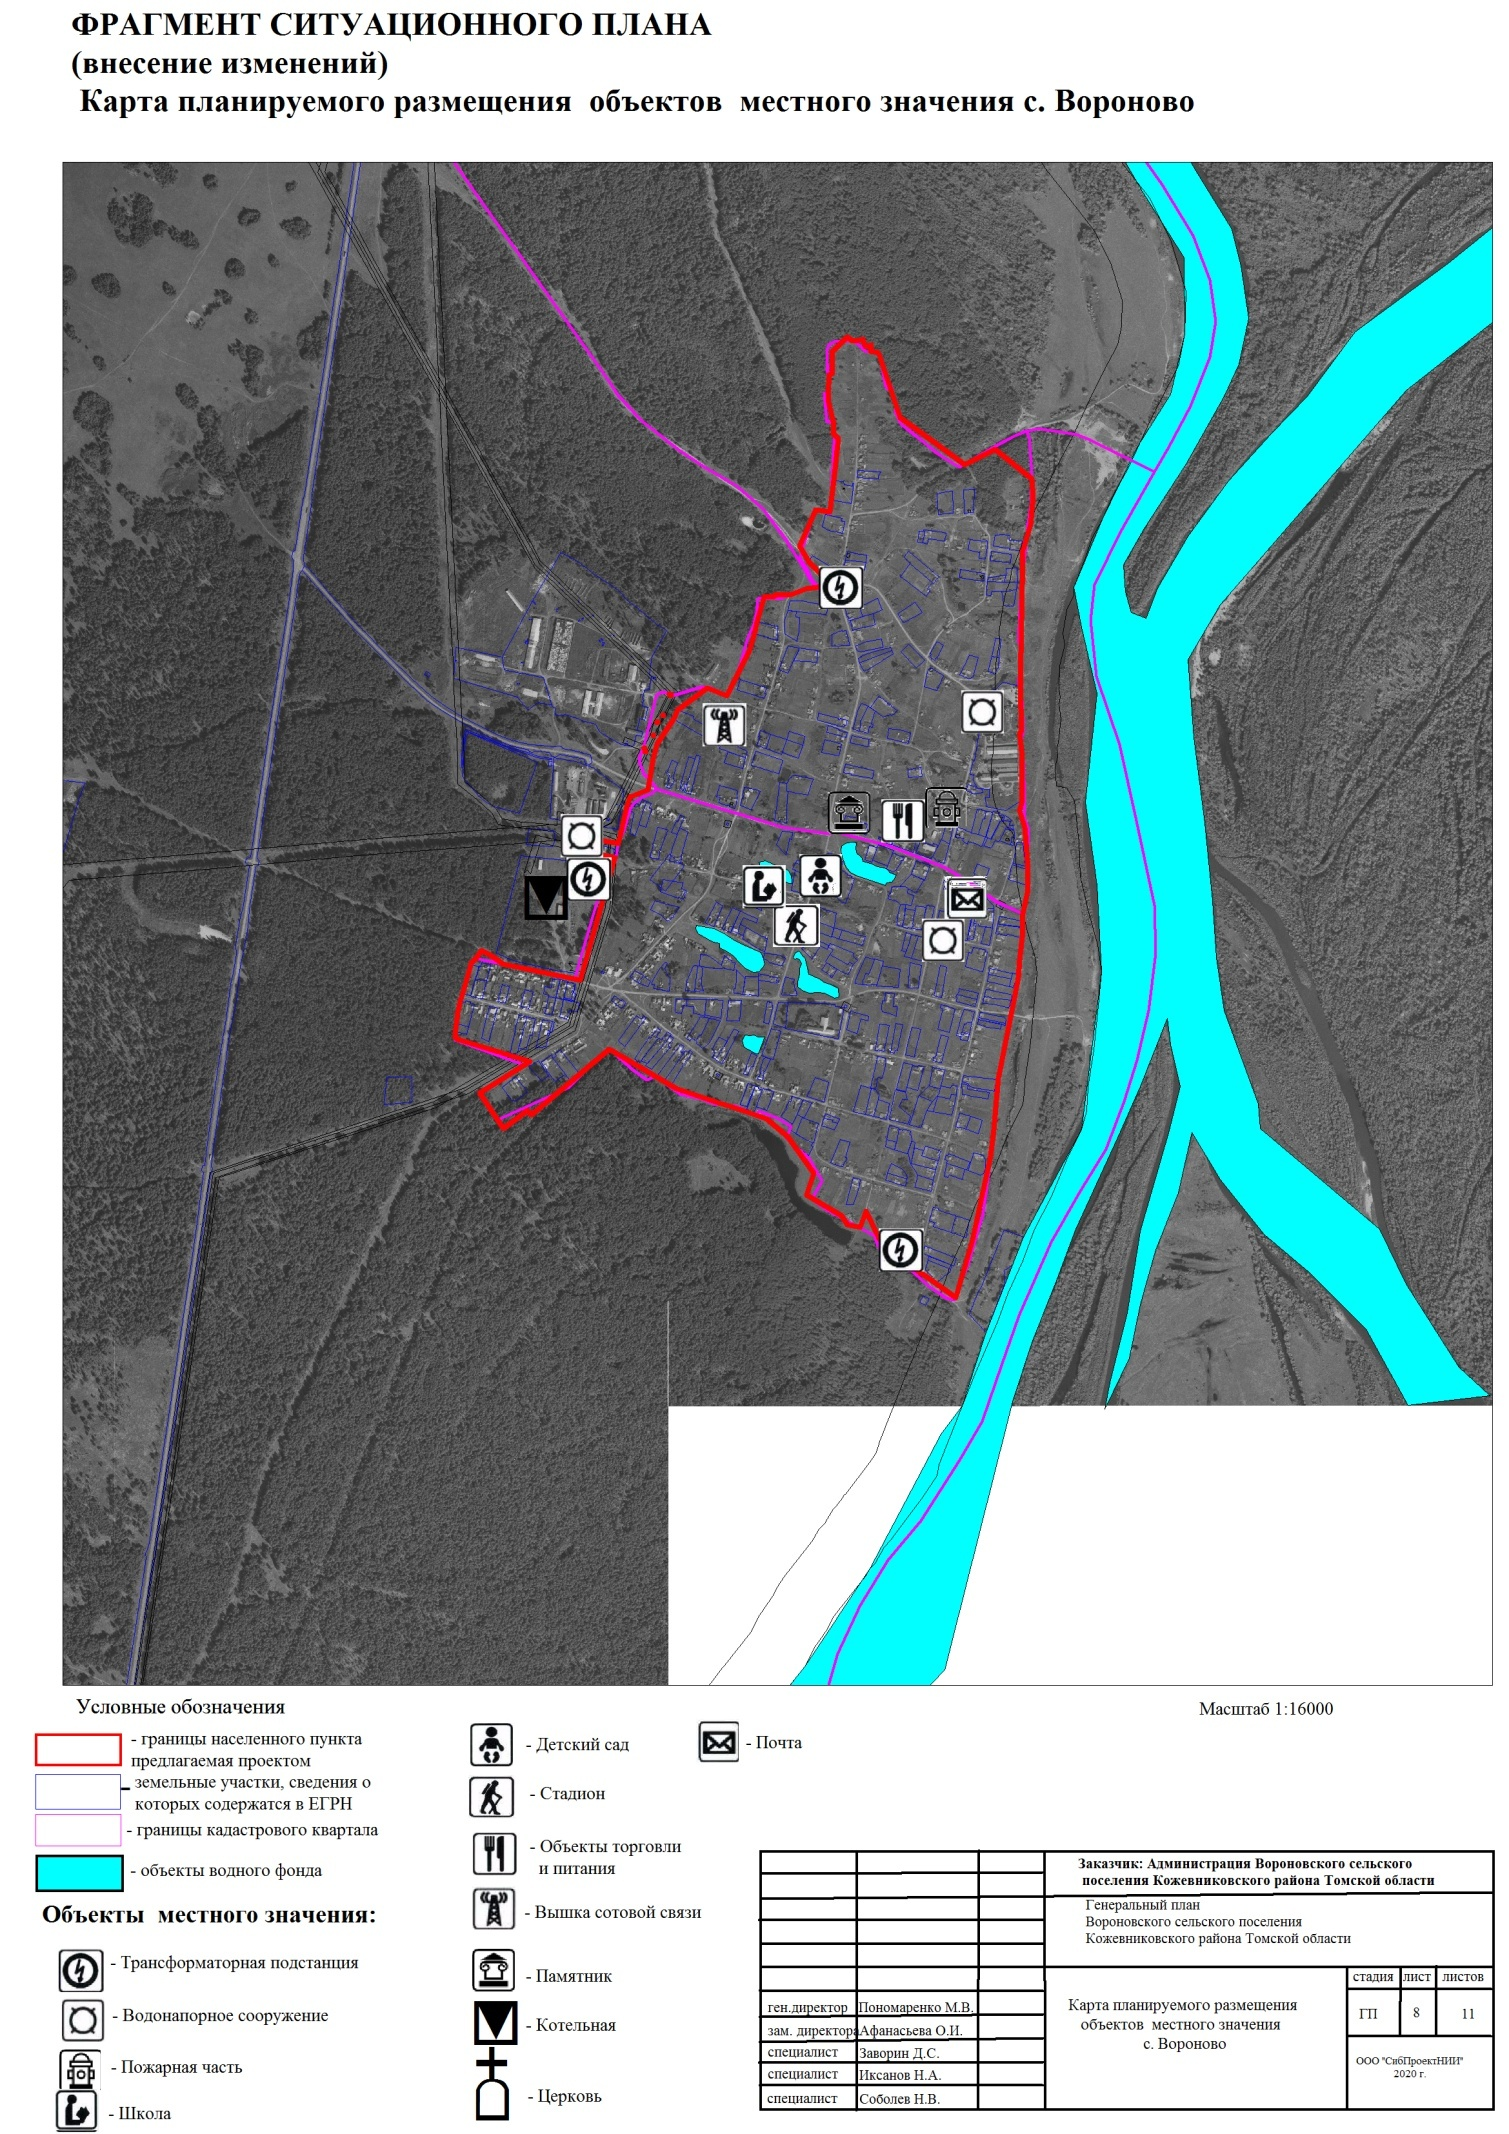 ФРАГМЕНТ СИТУАЦИОННОГО ПЛАНА
(внесение изменений)
Карта планируемого размещения объектов местного значения с. Вороново
Условные обозначения
Масштаб 1:16000
- границы населенного пункта
предлагаемая проектом
- земельные участки, сведения о
которых содержатся в ЕГРН
- границы кадастрового квартала
- объекты водного фонда
Объекты местного значения:
- Трансформаторная подстанция
- Водонапорное сооружение
- Пожарная часть
- Школа
- Детский сад
- Стадион
- Объекты торговли
и питания
- Вышка сотовой связи
- Памятник
- Котельная
- Церковь
- Почта
Заказчик: Администрация Вороновского сельского
поселения Кожевниковского района Томской области
Генеральный план
Вороновского сельского поселения
Кожевниковского района Томской области
стадия лист листов
ГП 8 11
Карта планируемого размещения
объектов местного значения
с. Вороново
ООО "СибПроектНИИ"
2020 г.
ген.директор Пономаренко М.В.
зам. директора Афанасьева О.И.
специалист Заворин Д.С.
специалист Иксанов Н.А.
специалист Соболев Н.В.